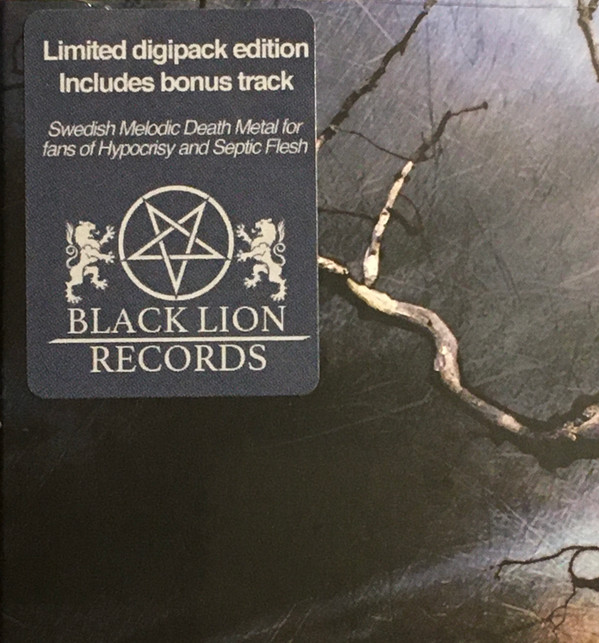 Limited digipack edition
Includes bonus track
Swedish Melodic Death Metal for
fans of Hypocrisy and Septic Flesh
BLACK LION
RECORDS